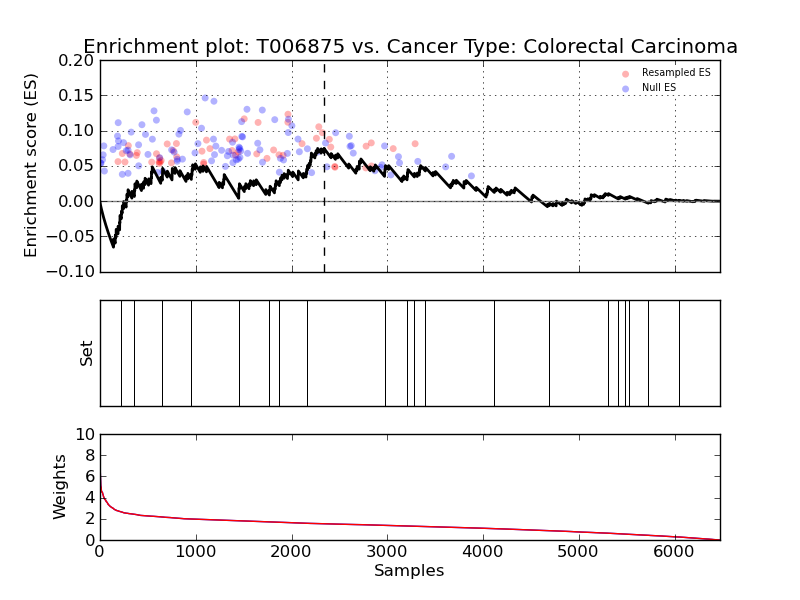 Enrichment plot: T006875 vs. Cancer Type: Colorectal Carcinoma
0.20
0.15
0.10
0.05
0.00
−0.05
−0.10
Enrichment score (ES)
Resampled ES
Null ES
Set
10
8
6
4
2
0
Weights
0 1000 2000 3000 4000 5000 6000
Samples